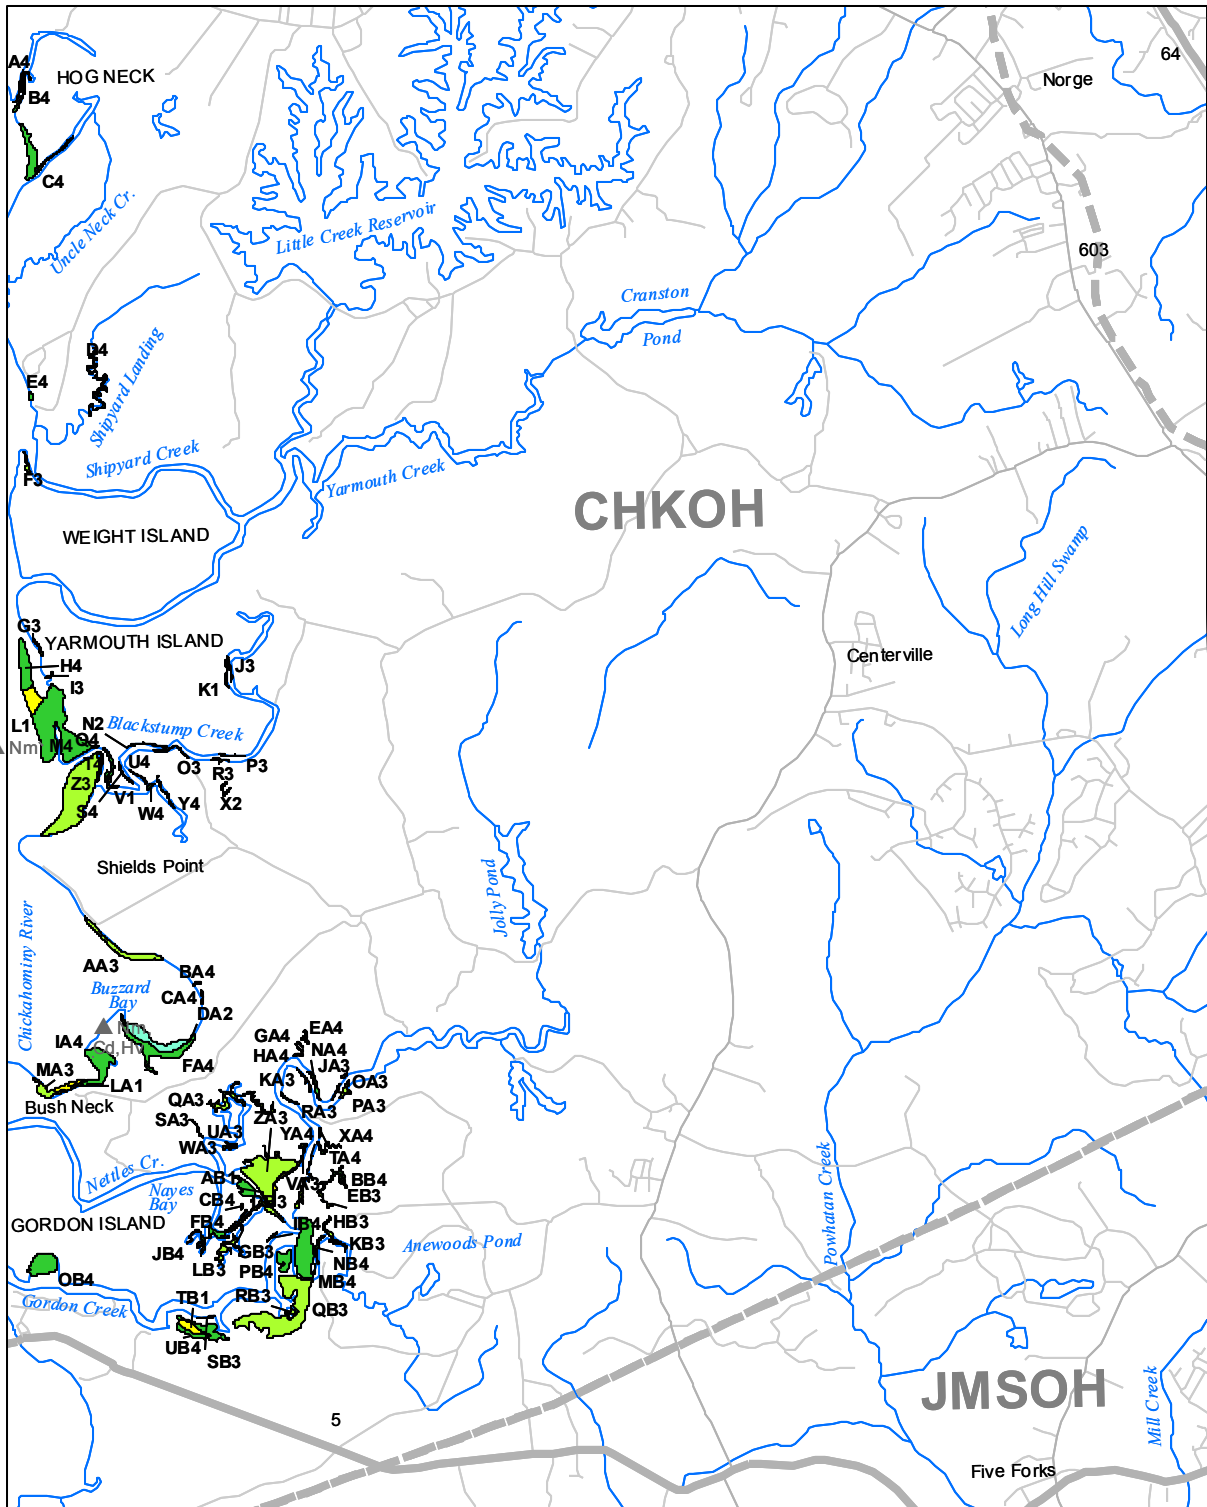 A4
HOG NECK
64
Norge
B4
C4
Uncle Neck Cr.
Little Creek Reservoir
603
Cranston
Pond
D4
E4
Shipyard Landing
Shipyard Creek
F3
Yarmouth Creek
CHKOH
WEIGHT ISLAND
Long Hill Swamp
G3
YARMOUTH ISLAND
H4
J3
Centerville
I3
K1
L1
N2
Blackstump Creek
Nm
M4
Q4
T4
U4
O3
R3
P3
Z3
V1
S4
W4
Y4
X2
Shields Point
Jolly Pond
Chickahominy River
AA3
BA4
Buzzard
Bay
CA4
DA2
Nm
Cd,Hv
IA4
GA4
EA4
HA4
NA4
JA3
FA4
MA3
LA1
KA3
OA3
PA3
Bush Neck
QA3
RA3
SA3
ZA3
UA3
YA4
XA4
WA3
TA4
Nettles Cr.
AB1
VA3
BB4
EB3
Nayes
Bay
CB4
GORDON ISLAND
FB4
IB4
HB3
JB4
GB3
KB3
Anewoods Pond
Powhatan Creek
LB3
PB4
NB4
OB4
MB4
Gordon Creek
TB1
RB3
QB3
UB4
SB3
JMSOH
Mill Creek
5
Five Forks